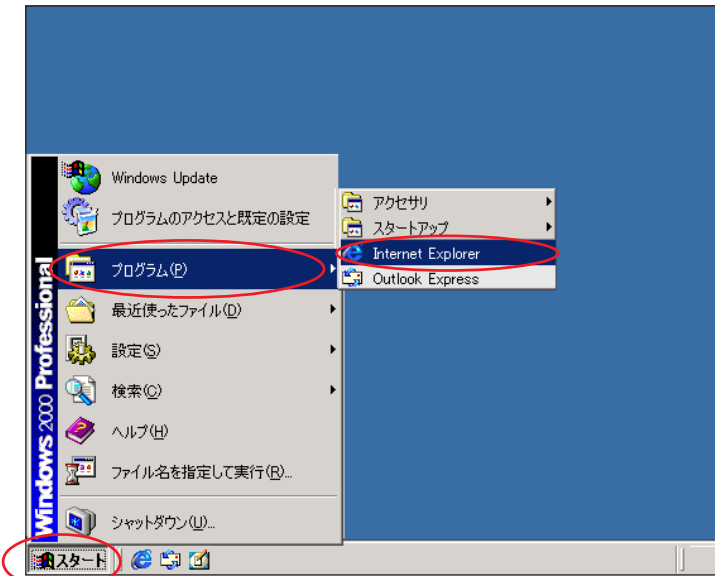 Windows Update
プログラムのアクセスと既定の設定
プログラム(P)
最近使ったファイル(D)
設定(S)
検索(C)
ヘルプ(H)
ファイル名を指定して実行(R)...
シャットダウン(U)...
Windows 2000 Professional
アクセサリ
スタートアップ
Internet Explorer
Outlook Express
スタート